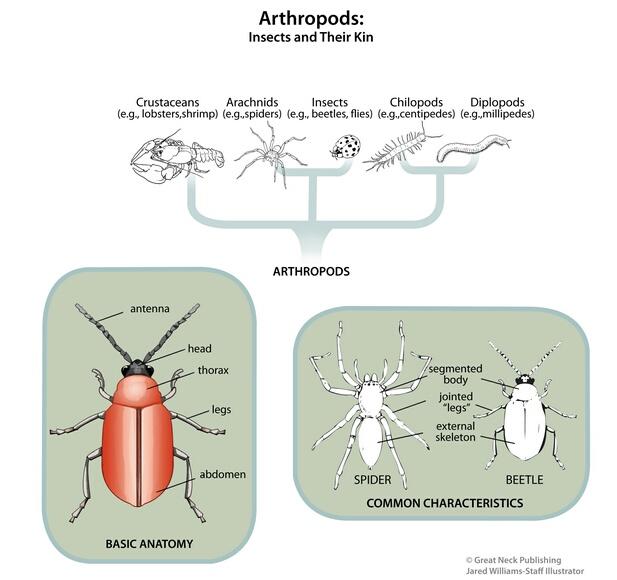 Arthropods:
Insects and Their Kin
Crustaceans
(e.g., lobsters,shrimp)
Arachnids
(e.g.,spiders)
Insects
(e.g., beetles, flies)
Chilopods
(e.g.,centipedes)
Diplopods
(e.g.,millipedes)
ARTHROPODS
antenna
head
thorax
legs
abdomen
BASIC ANATOMY
segmented
body
jointed
"legs"
external
skeleton
SPIDER
BEETLE
COMMON CHARACTERISTICS
© Great Neck Publishing
Jared Williams-Staff Illustrator